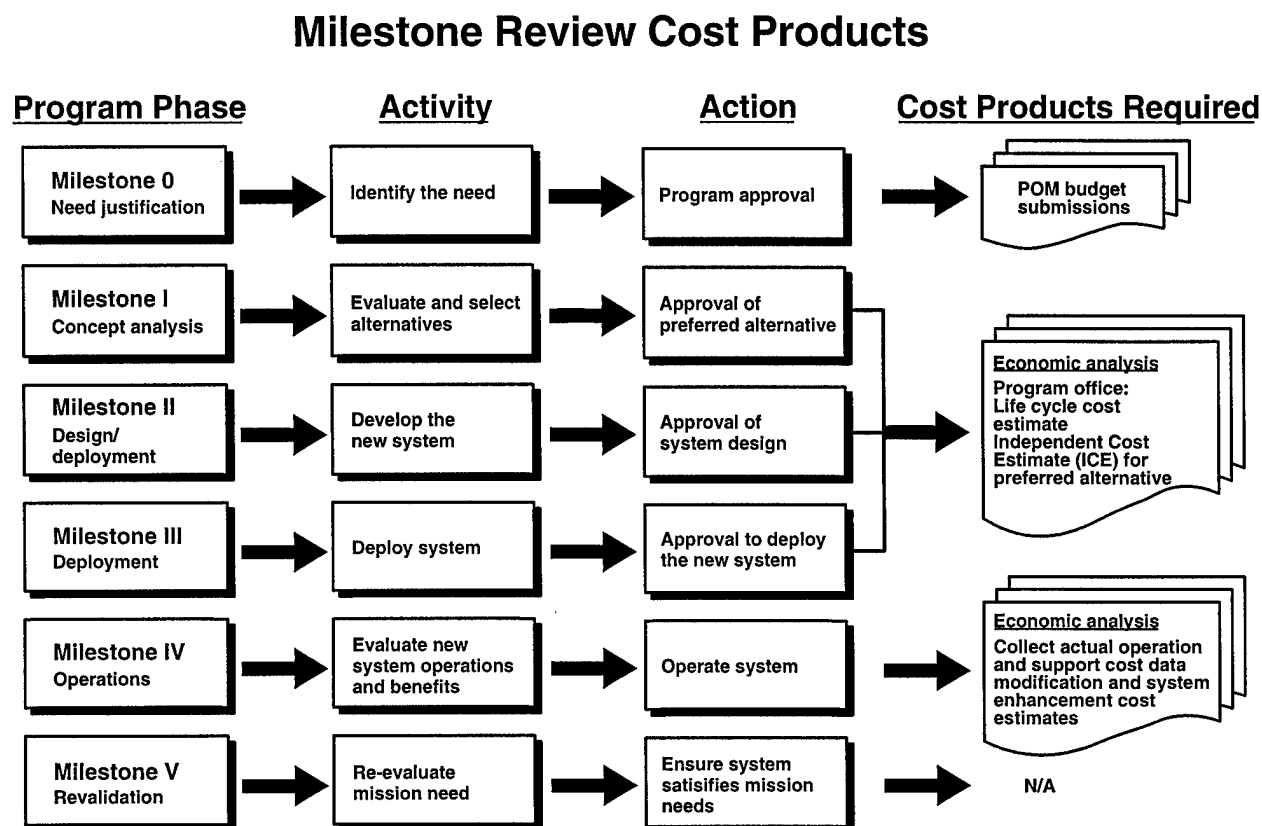 Milestone Review Cost Products
Program Phase
Activity
Action
Cost Products Required
Milestone 0
Need justification
Identify the need
Program approval
POM budget
submissions
Milestone I
Concept analysis
Evaluate and select
alternatives
Approval of
preferred alternative
Milestone II
Design/
deployment
Develop the
new system
Approval of
system design
Economic analysis
Program office:
Life cycle cost
estimate
Independent Cost
Estimate (ICE) for
preferred alternative
Milestone III
Deployment
Deploy system
Approval to deploy
the new system
Milestone IV
Operations
Evaluate new
system operations
and benefits
Operate system
Economic analysis
Collect actual operation
and support cost data
modification and system
enhancement cost
estimates
Milestone V
Revalidation
Re-evaluate
mission need
Ensure system
satisifies mission
needs
N/A